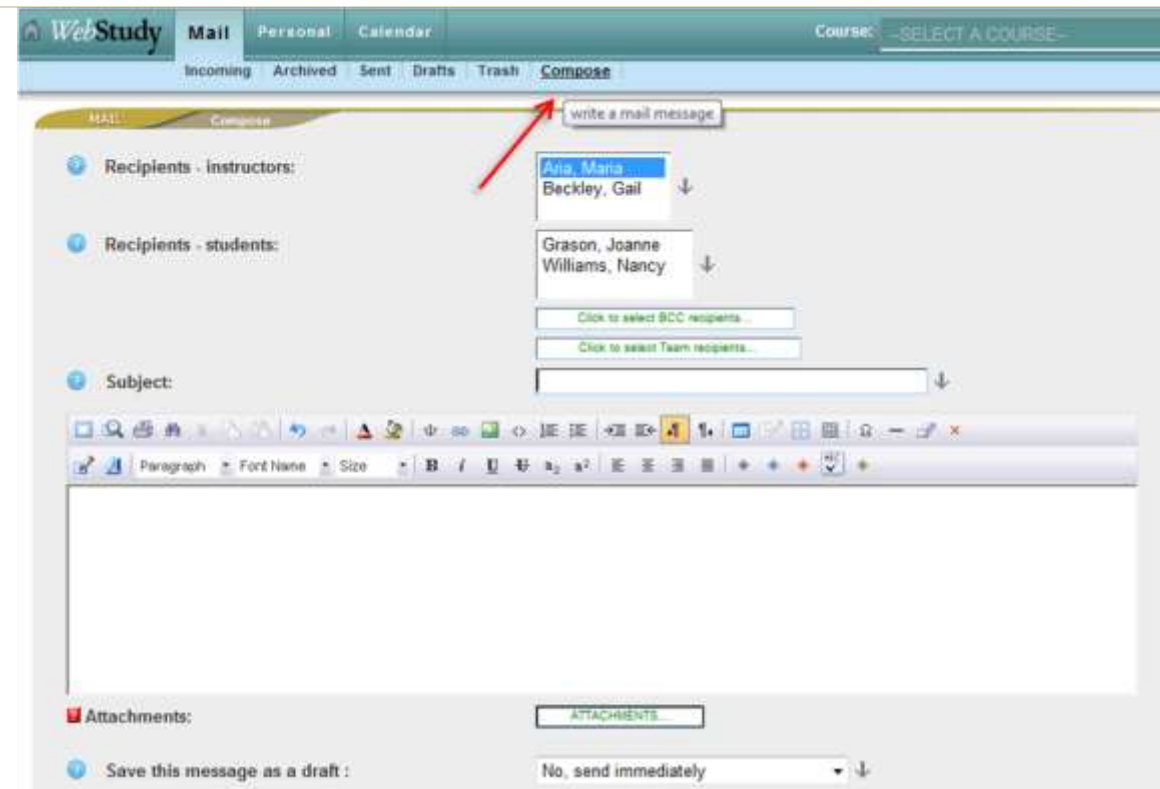 WebStudy Mail Personal Calendar Course: --SELECT A COURSE--
Incoming Archived Sent Drafts Trash Compose
write a mail message
MAIL Compose
Recipients - instructors:
Aria, Maria
Beckley, Gail
Recipients - students:
Grason, Joanne
Williams, Nancy
Click to select BCC recipients...
Click to select Team recipients...
Subject:
Paragraph Font Name Size B I U
Attachments: ATTACHMENTS...
Save this message as a draft : No, send immediately